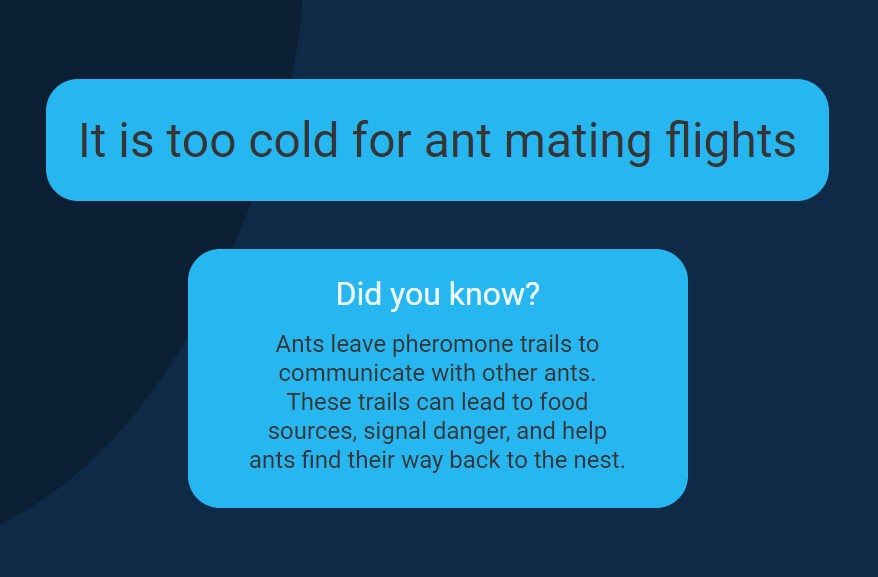 It is too cold for ant mating flights
Did you know?
Ants leave pheromone trails to
communicate with other ants.
These trails can lead to food
sources, signal danger, and help
ants find their way back to the nest.